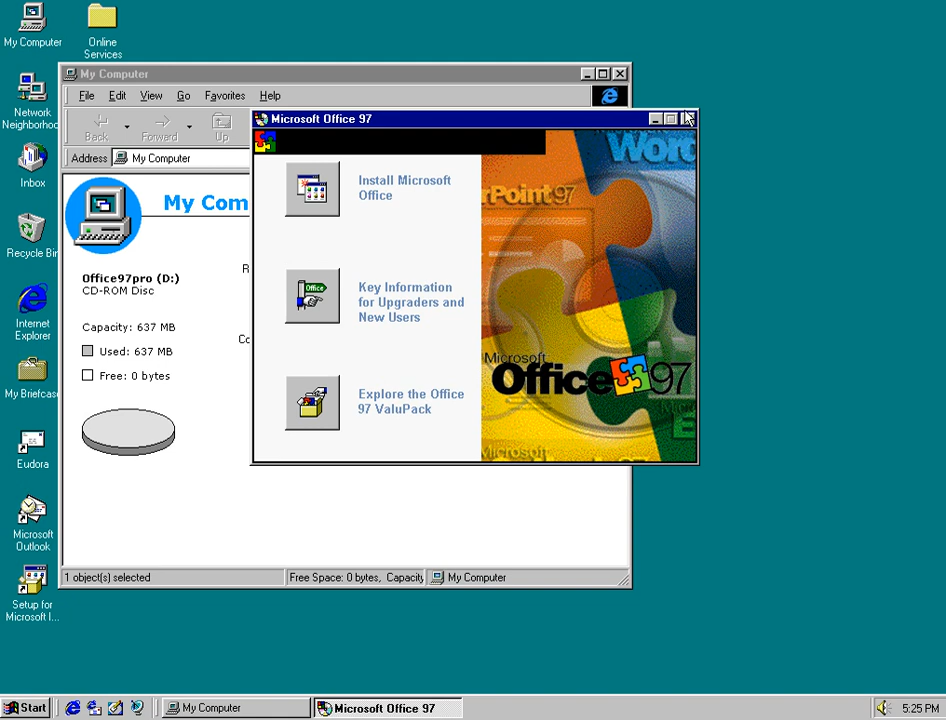 My Computer
Online
Services
Network
Neighborhoo
Inbox
Recycle Bin
Internet
Explorer
My Briefcas
Eudora
Microsoft
Outlook
Setup for
Microsoft I...
My Computer
File Edit View Go Favorites Help
Back Forward Up
Address My Computer
My Com
Office97pro (D:)
CD-ROM Disc
Capacity: 637 MB
Used: 637 MB
Free: 0 bytes
1 object(s) selected
Free Space: 0 bytes, Capacity
My Computer
Microsoft Office 97
Install Microsoft
Office
Key Information
for Upgraders and
New Users
Office
Explore the Office
97 ValuPack
Word
rPoint 97
Microsoft
Office 97
Microsoft
Start
My Computer
Microsoft Office 97
5:25 PM